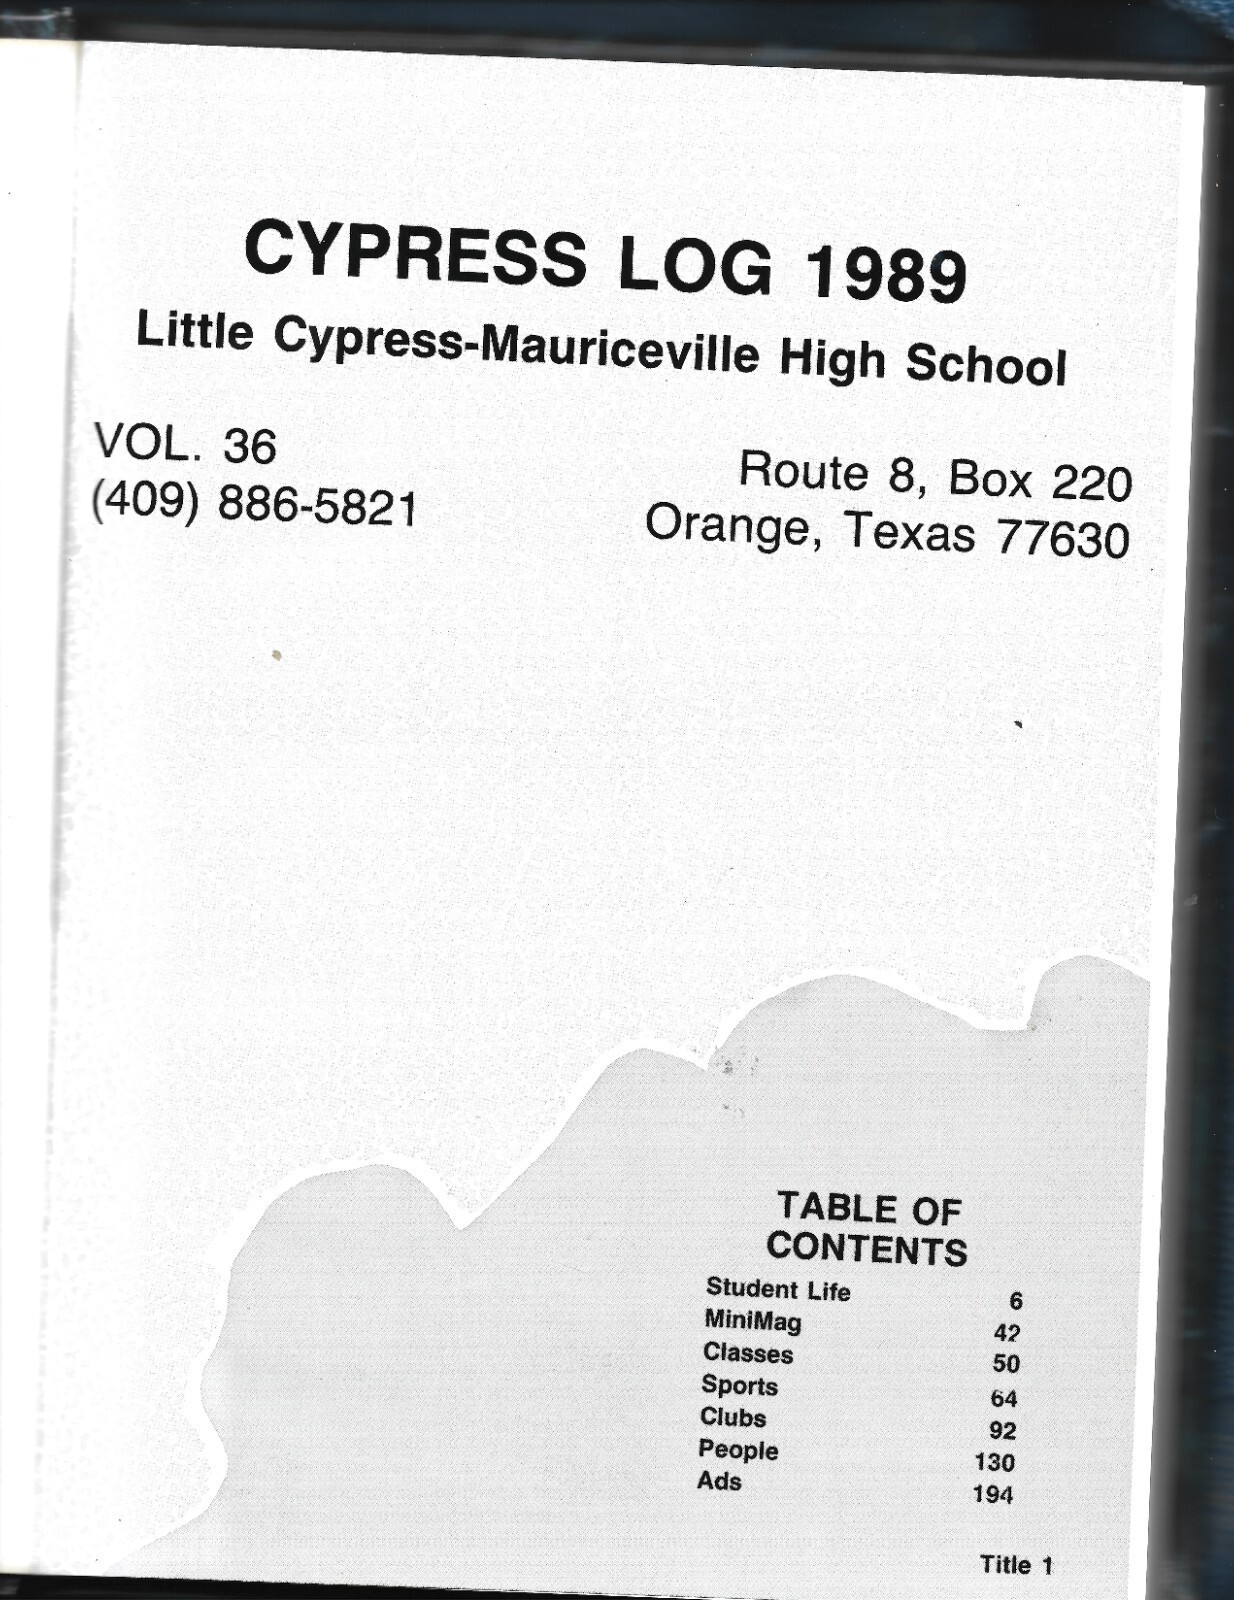 CYPRESS LOG 1989
Little Cypress-Mauriceville High School
VOL. 36
(409) 886-5821
Route 8, Box 220
Orange, Texas 77630
TABLE OF
CONTENTS
Student Life 6
MiniMag 42
Classes 50
Sports 64
Clubs 92
People 130
Ads 194
Title 1